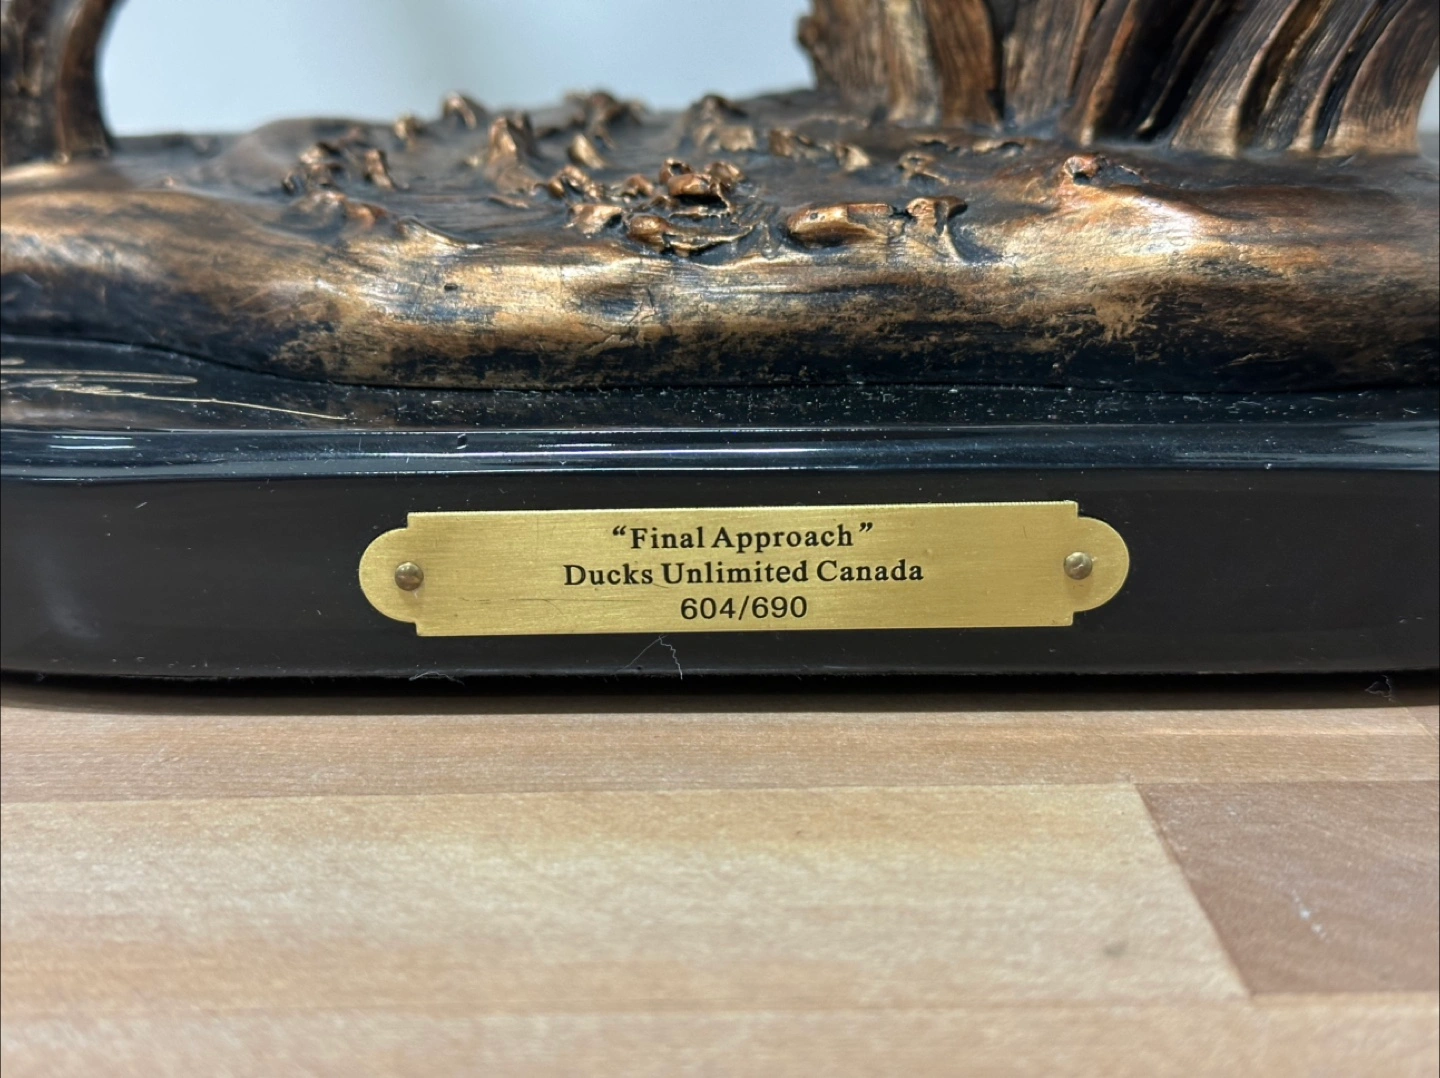 “Final Approach”
Ducks Unlimited Canada
604/690